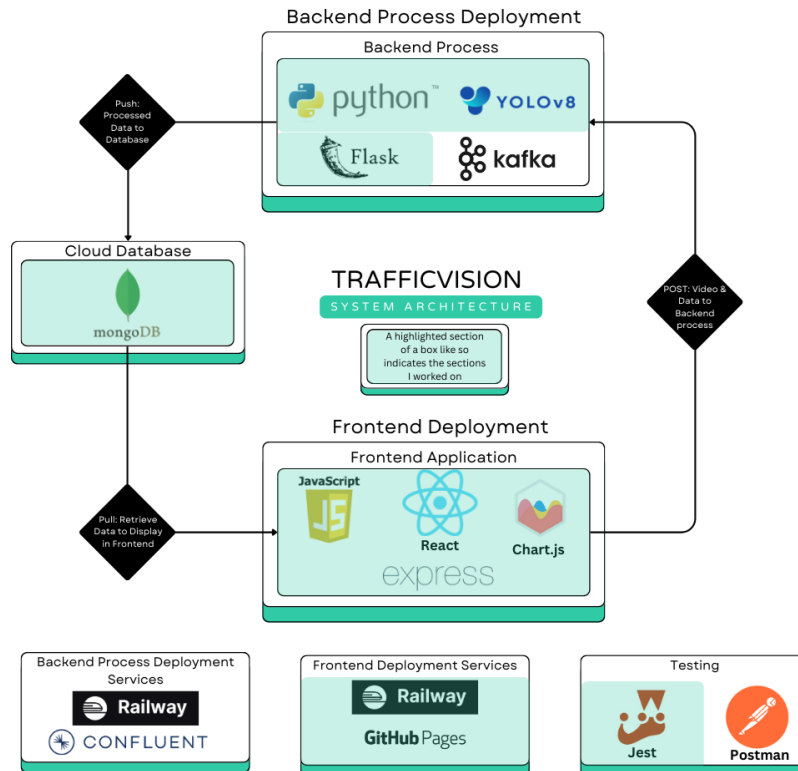 Backend Process Deployment
Backend Process
python™
YOLOv8
Flask
kafka
Push:
Processed
Data to
Database
Cloud Database
mongoDB
TRAFFICVISION
SYSTEM ARCHITECTURE
A highlighted section
of a box like so
indicates the sections
I worked on
POST: Video &
Data to
Backend
process
Frontend Deployment
Frontend Application
JavaScript
JS
React
Chart.js
express
Pull: Retrieve
Data to Display
in Frontend
Backend Process Deployment
Services
Railway
CONFLUENT
Frontend Deployment Services
Railway
GitHub Pages
Testing
Jest
Postman